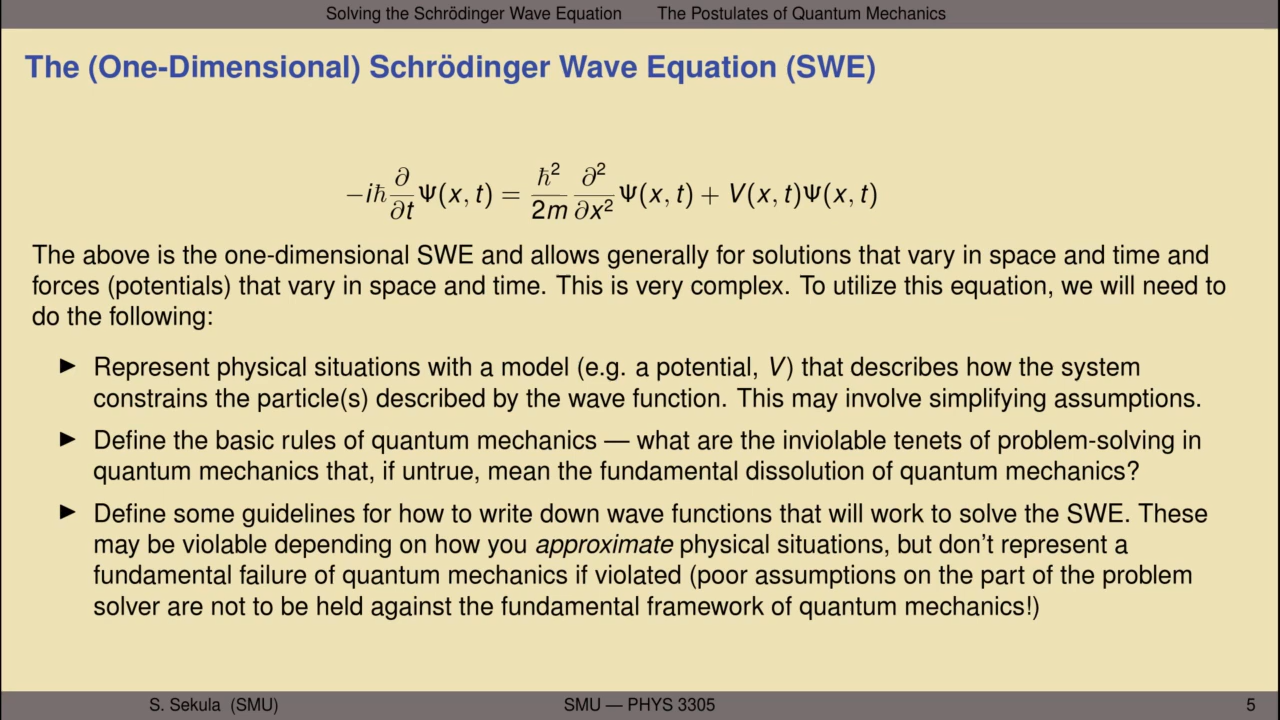 Solving the Schrödinger Wave Equation The Postulates of Quantum Mechanics
The (One-Dimensional) Schrödinger Wave Equation (SWE)
−iħ ∂/∂t Ψ(x, t) = ħ²/2m ∂²/∂x² Ψ(x, t) + V(x, t)Ψ(x, t)
The above is the one-dimensional SWE and allows generally for solutions that vary in space and time and
forces (potentials) that vary in space and time. This is very complex. To utilize this equation, we will need to
do the following:
▶ Represent physical situations with a model (e.g. a potential, V) that describes how the system
constrains the particle(s) described by the wave function. This may involve simplifying assumptions.
▶ Define the basic rules of quantum mechanics — what are the inviolable tenets of problem-solving in
quantum mechanics that, if untrue, mean the fundamental dissolution of quantum mechanics?
▶ Define some guidelines for how to write down wave functions that will work to solve the SWE. These
may be violable depending on how you approximate physical situations, but don't represent a
fundamental failure of quantum mechanics if violated (poor assumptions on the part of the problem
solver are not to be held against the fundamental framework of quantum mechanics!)
S. Sekula (SMU) SMU — PHYS 3305 5